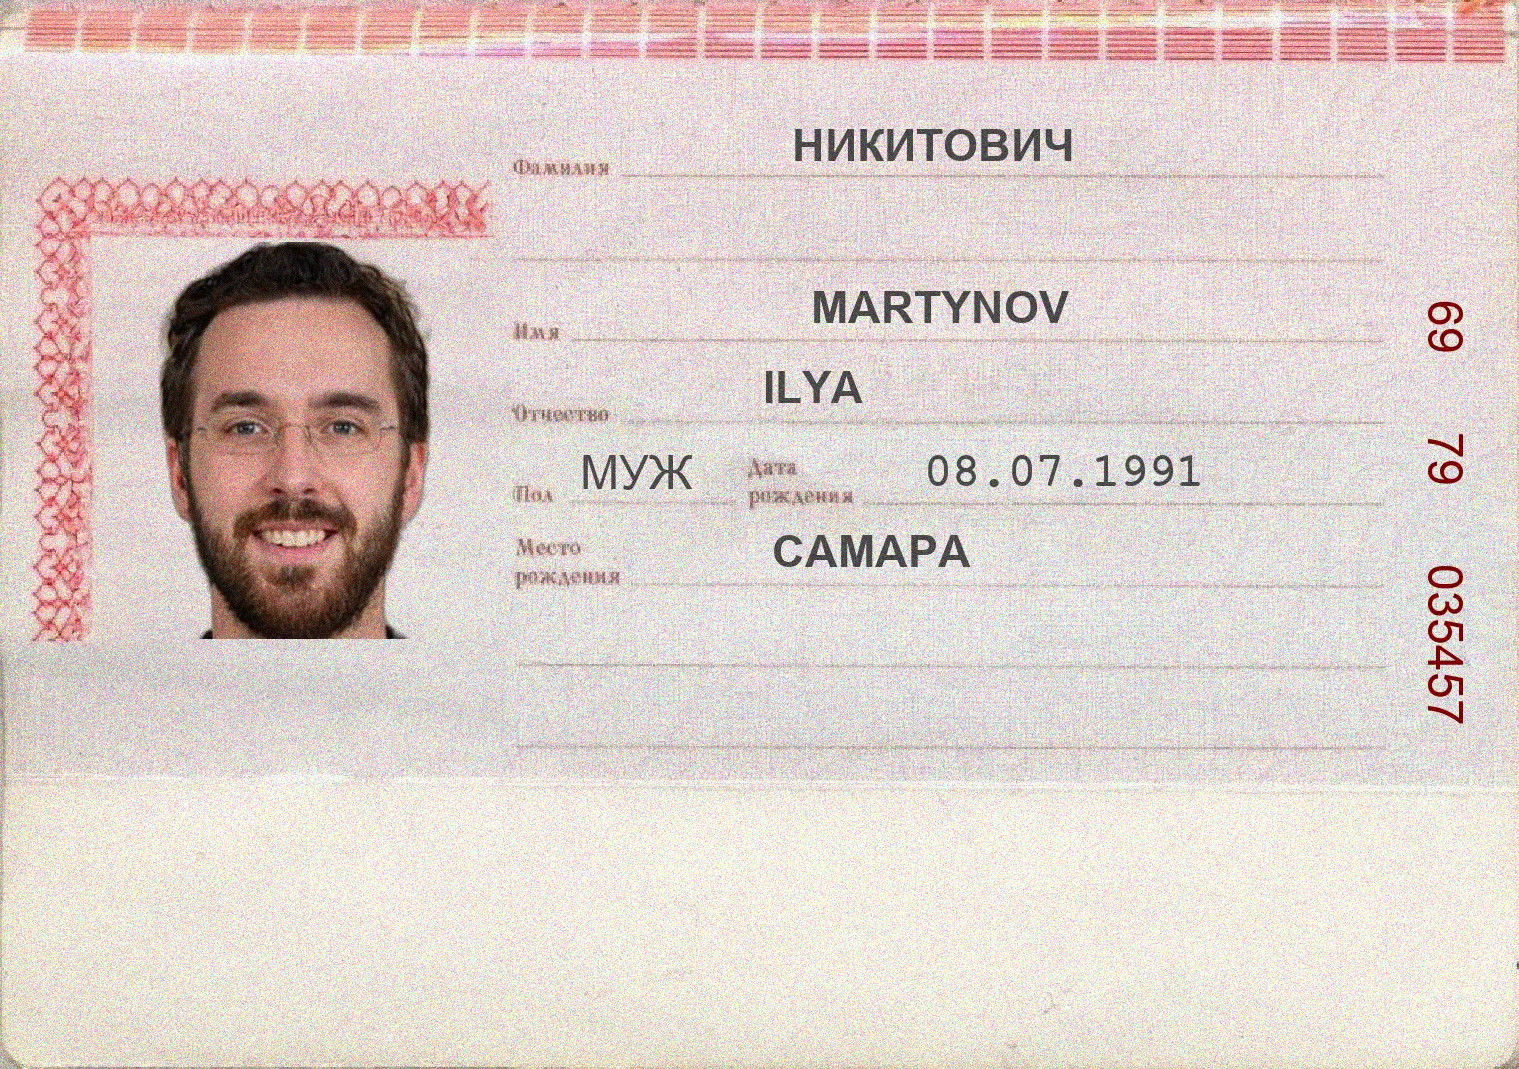 Фамилия НИКИТОВИЧ
Имя MARTYNOV
Отчество ILYA
Пол МУЖ Дата рождения 08.07.1991
Место рождения САМАРА
69 79 035457